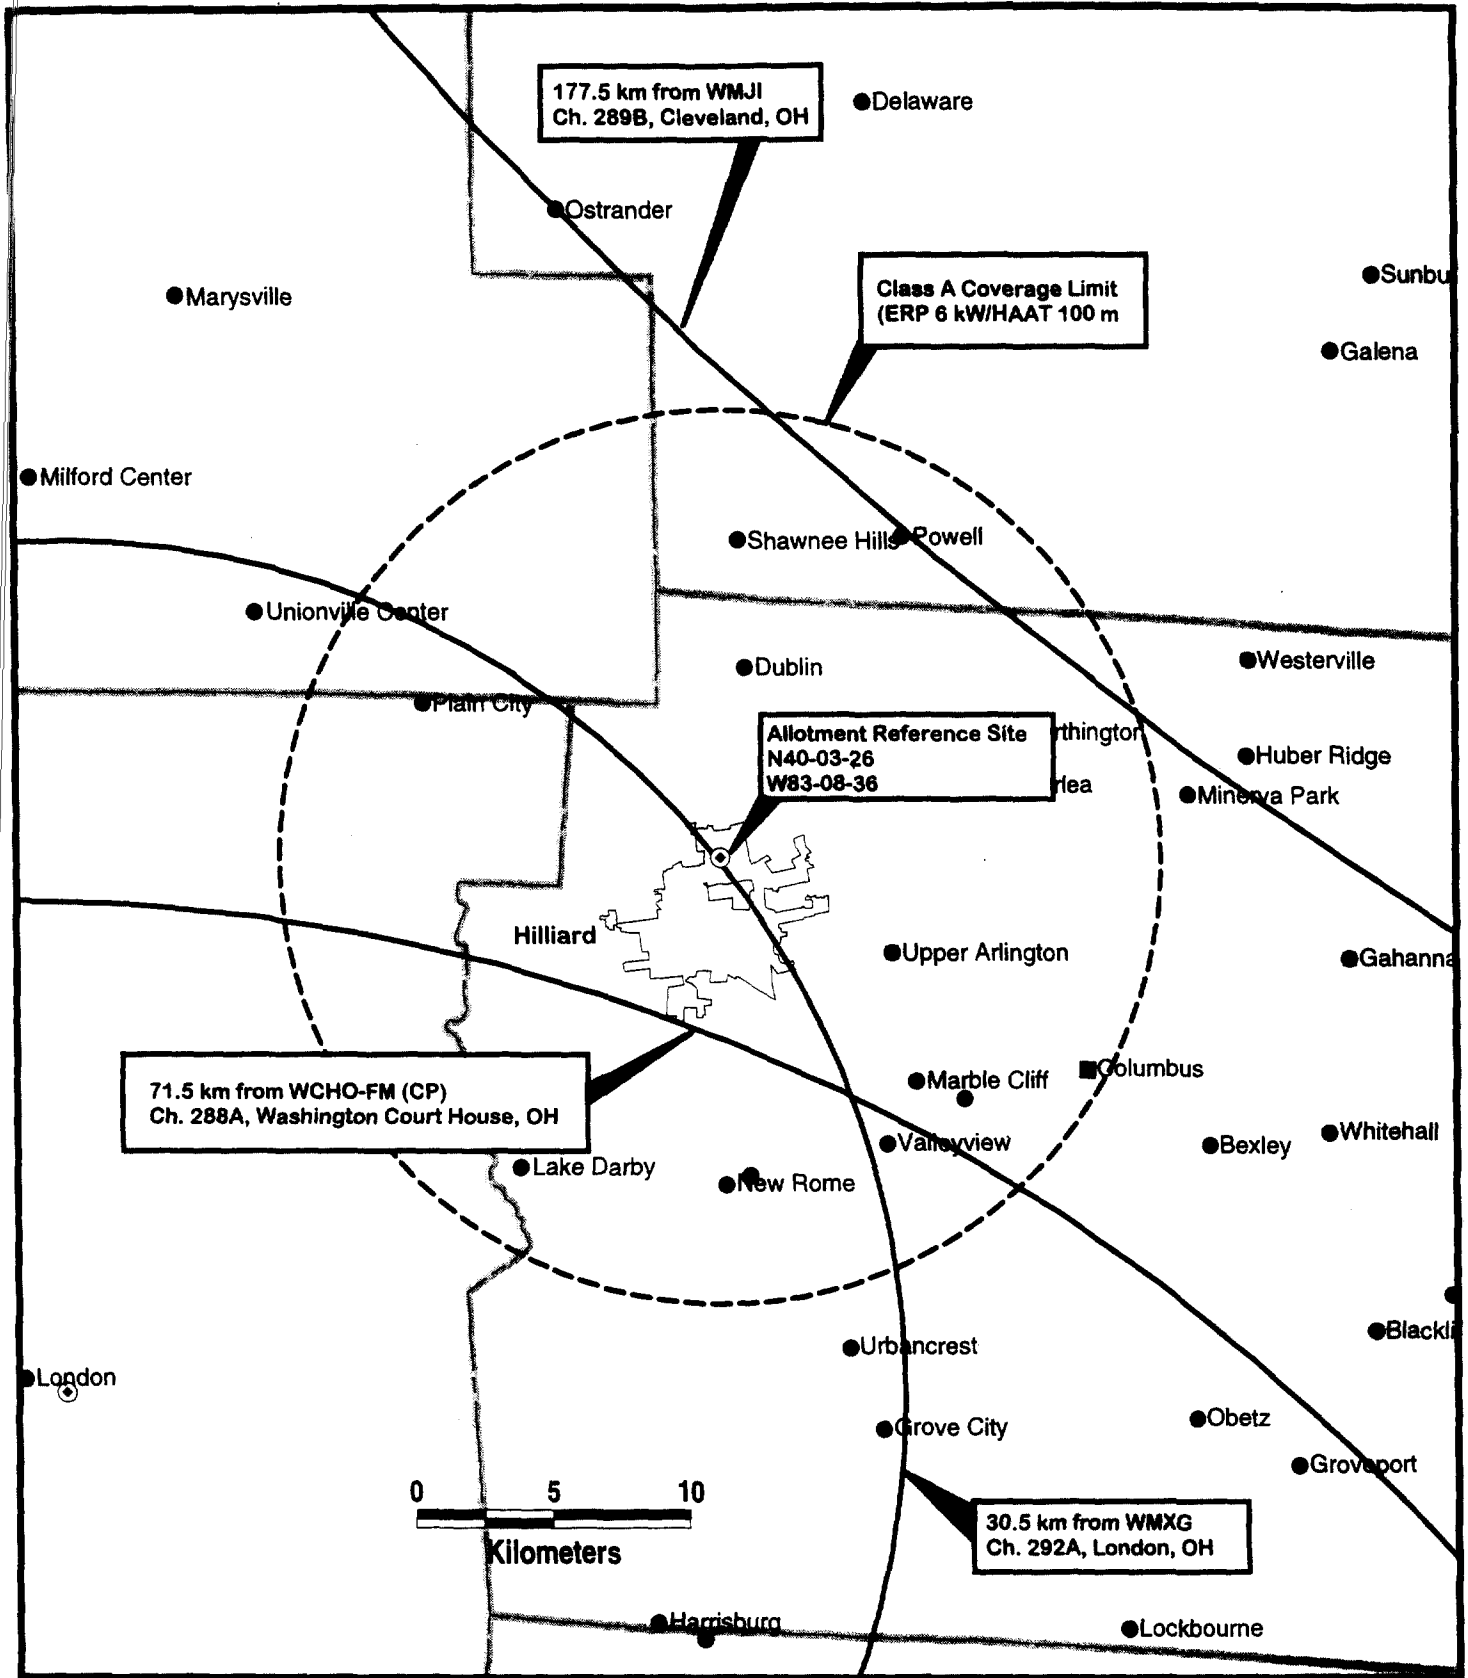 177.5 km from WMJI
Ch. 289B, Cleveland, OH
Delaware
Ostrander
Class A Coverage Limit
(ERP 6 kW/HAAT 100 m
Sunbu
Marysville
Galena
Milford Center
Shawnee Hills
Powell
Unionville Center
Dublin
Westerville
Plain City
Allotment Reference Site
N40-03-26
W83-08-36
rthington
rlea
Huber Ridge
Minerva Park
Hilliard
Upper Arlington
Gahanna
71.5 km from WCHO-FM (CP)
Ch. 288A, Washington Court House, OH
Marble Cliff
Columbus
Valleyview
Bexley
Whitehall
Lake Darby
New Rome
Urbancrest
Blackli
London
Grove City
Obetz
Groveport
0 5 10
Kilometers
30.5 km from WMXG
Ch. 292A, London, OH
Harrisburg
Lockbourne